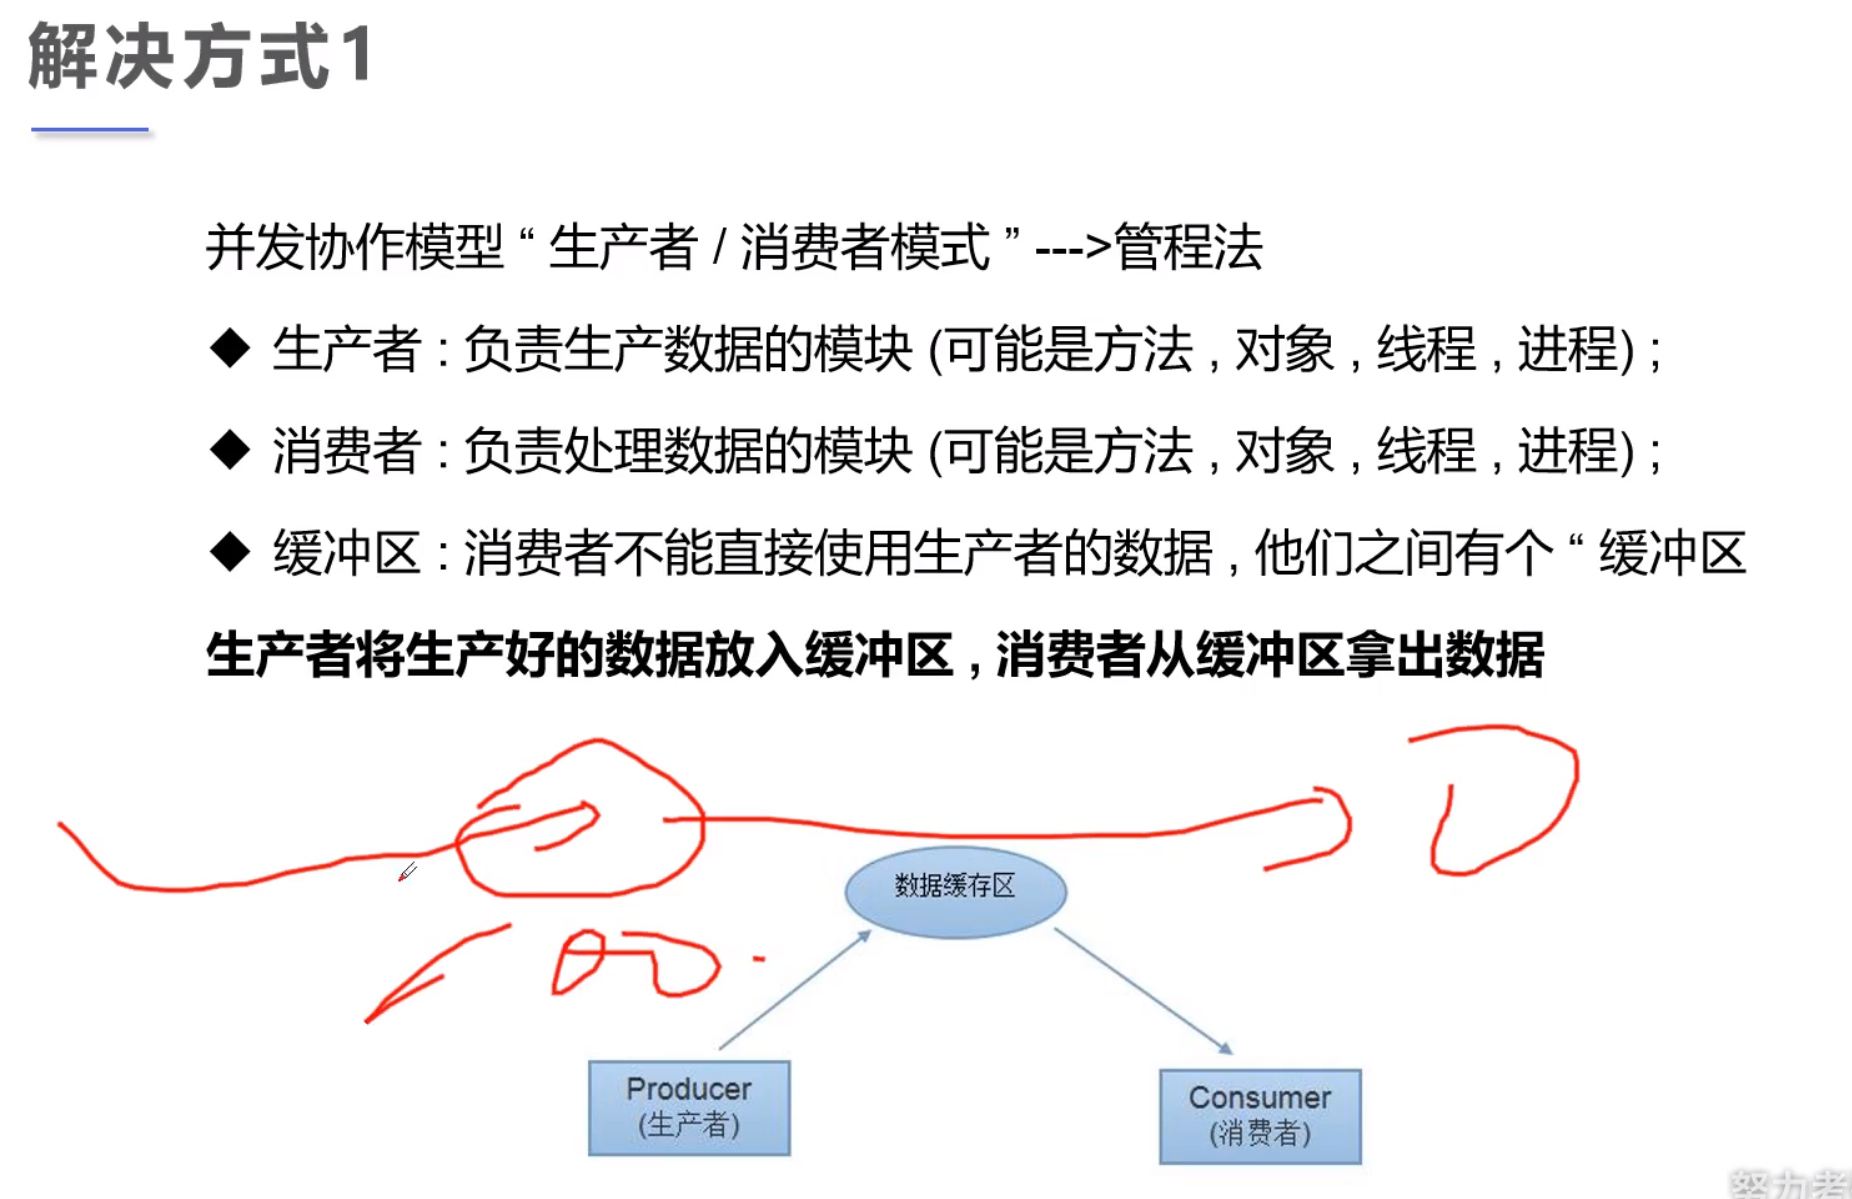 解决方式1
并发协作模型“ 生产者 / 消费者模式 ” --->管程法
◆ 生产者 : 负责生产数据的模块 (可能是方法 , 对象 , 线程 , 进程) ;
◆ 消费者 : 负责处理数据的模块 (可能是方法 , 对象 , 线程 , 进程) ;
◆ 缓冲区 : 消费者不能直接使用生产者的数据 , 他们之间有个 “ 缓冲区
生产者将生产好的数据放入缓冲区 , 消费者从缓冲区拿出数据
数据缓存区
Producer
(生产者)
Consumer
(消费者)
努力者